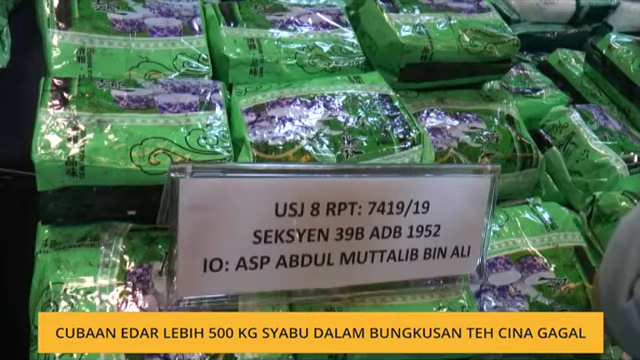 USJ 8 RPT: 7419/19
SEKSYEN 39B ADB 1952
IO: ASP ABDUL MUTTALIB BIN ALI
CUBAAN EDAR LEBIH 500 KG SYABU DALAM BUNGKUSAN TEH CINA GAGAL